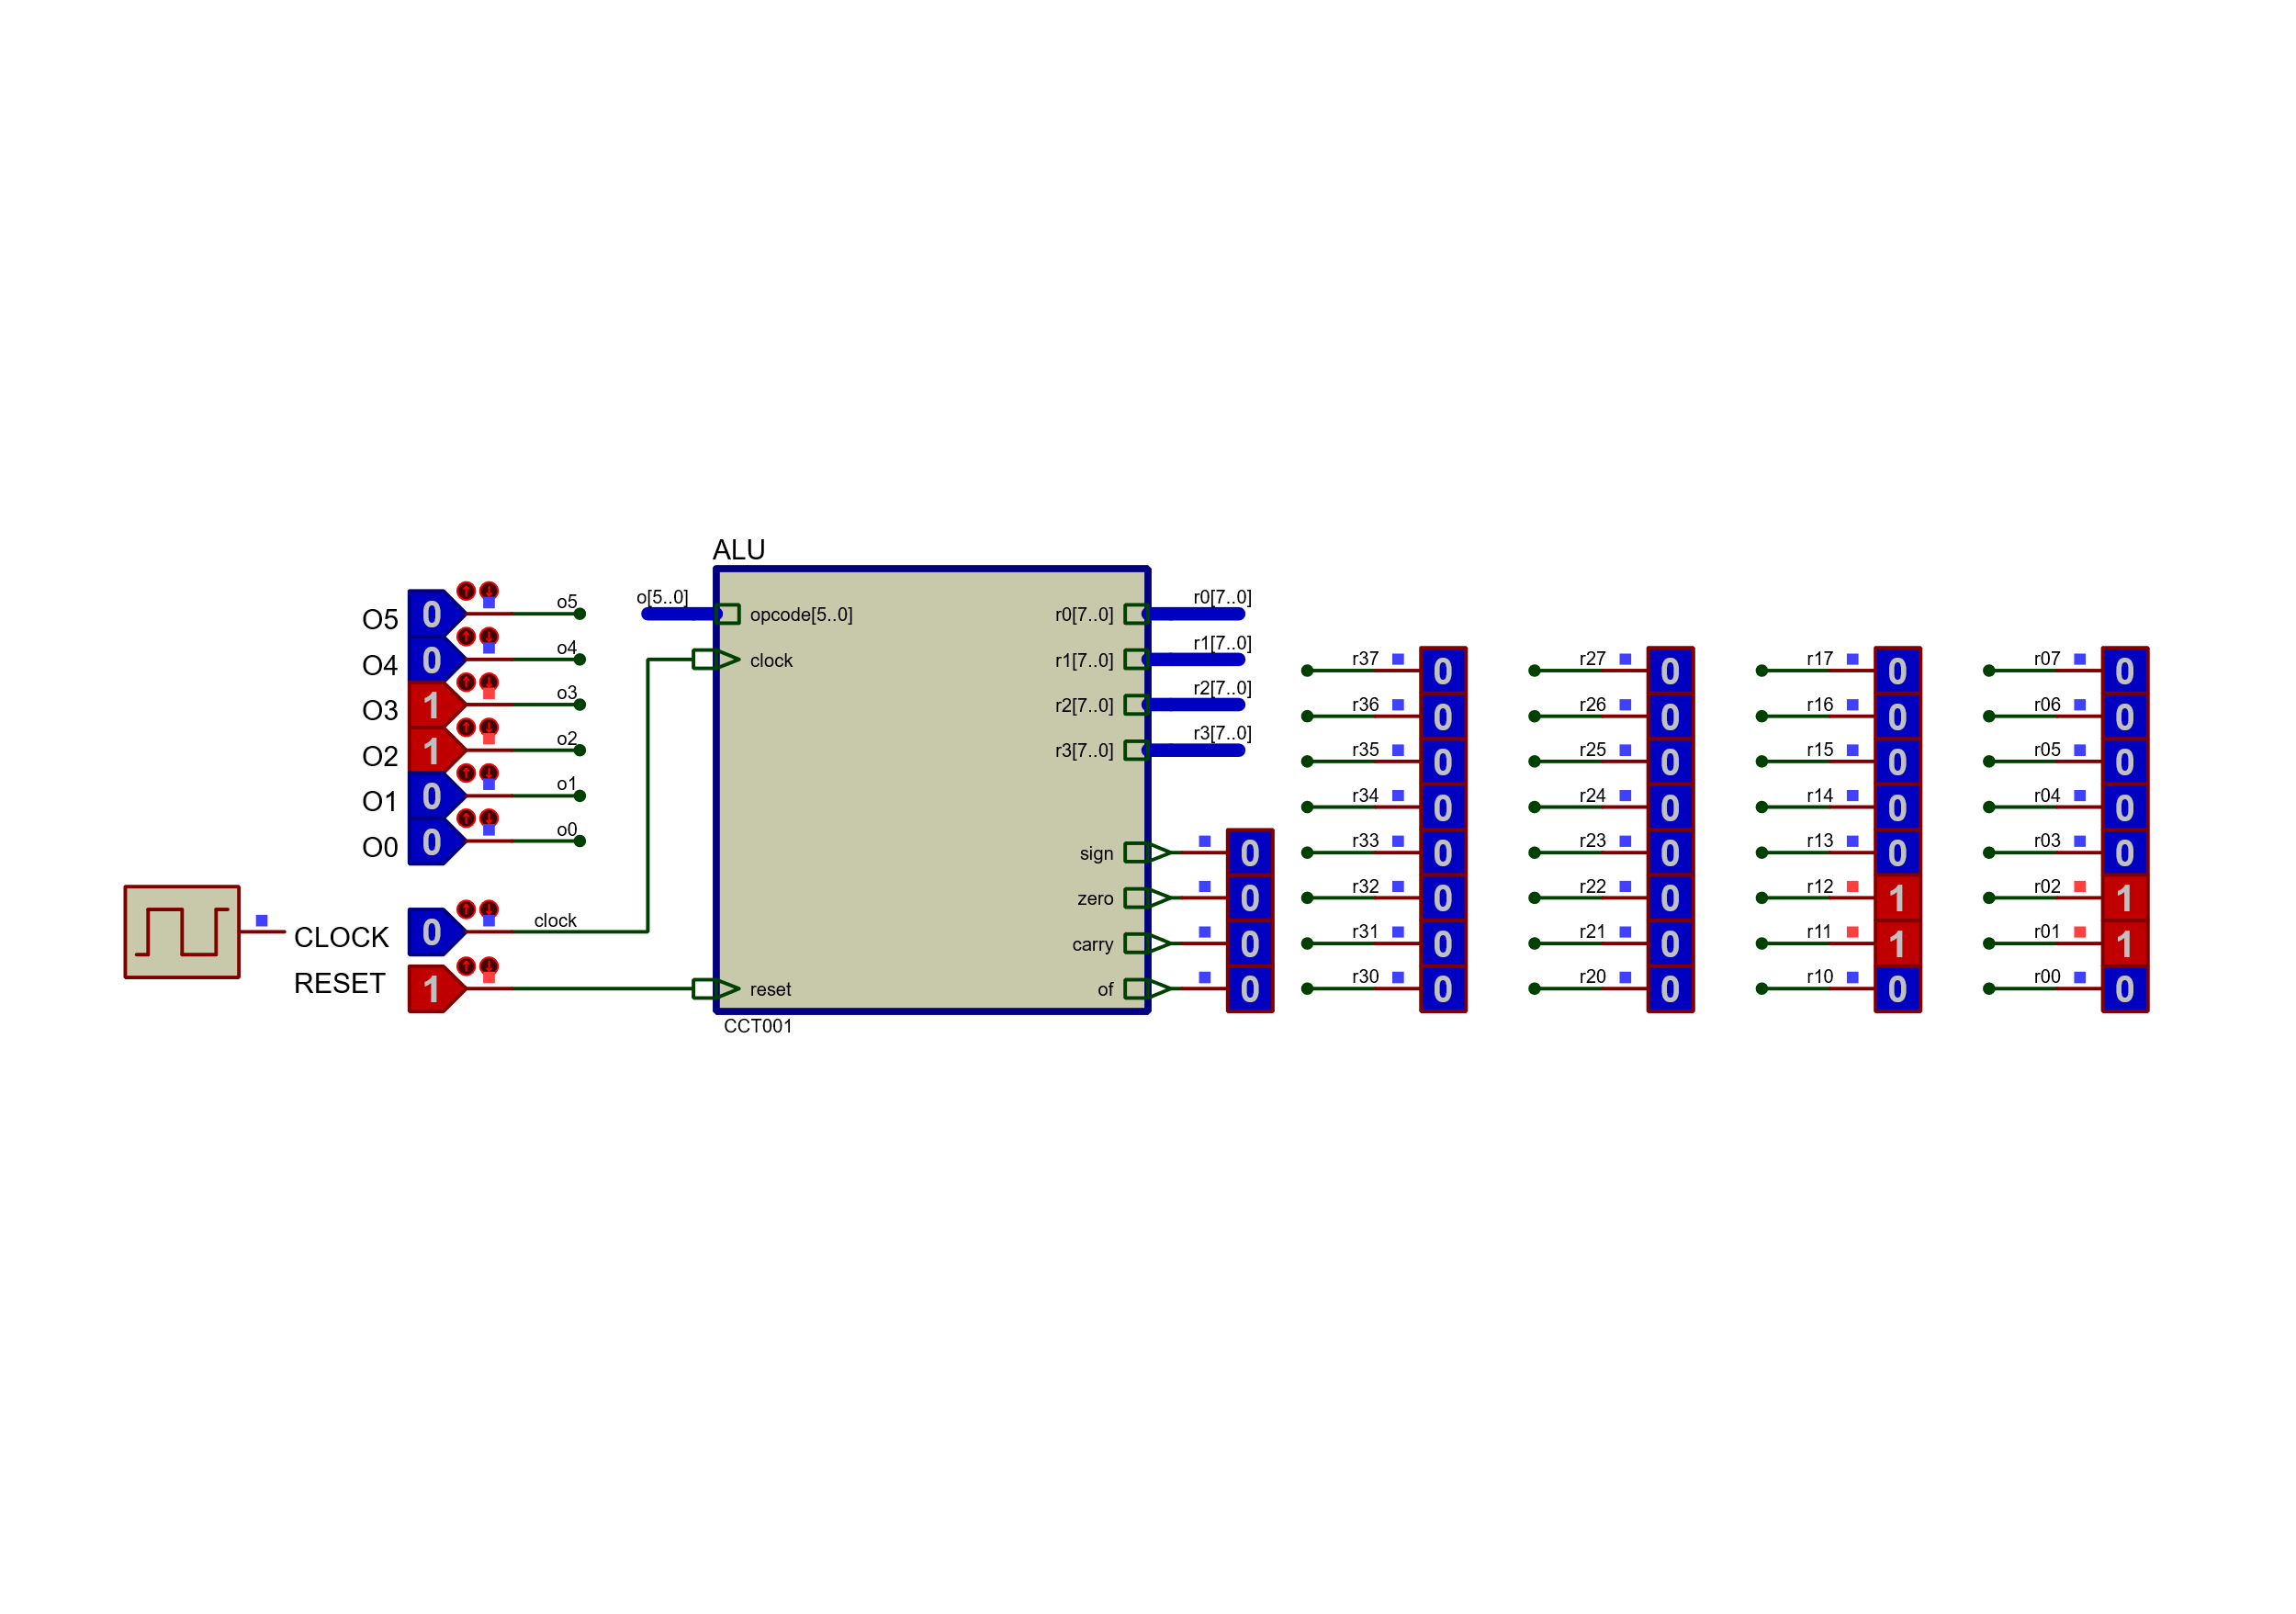 ALU
O5 0 o5
O4 0 o4
O3 1 o3
O2 1 o2
O1 0 o1
O0 0 o0
CLOCK 0 clock
RESET 1
o[5..0]
opcode[5..0]
clock
reset
CCT001
r0[7..0] r0[7..0]
r1[7..0] r1[7..0]
r2[7..0] r2[7..0]
r3[7..0] r3[7..0]
sign 0
zero 0
carry 0
of 0
r37 0 r27 0 r17 0 r07 0
r36 0 r26 0 r16 0 r06 0
r35 0 r25 0 r15 0 r05 0
r34 0 r24 0 r14 0 r04 0
r33 0 r23 0 r13 0 r03 0
r32 0 r22 0 r12 1 r02 1
r31 0 r21 0 r11 1 r01 1
r30 0 r20 0 r10 0 r00 0